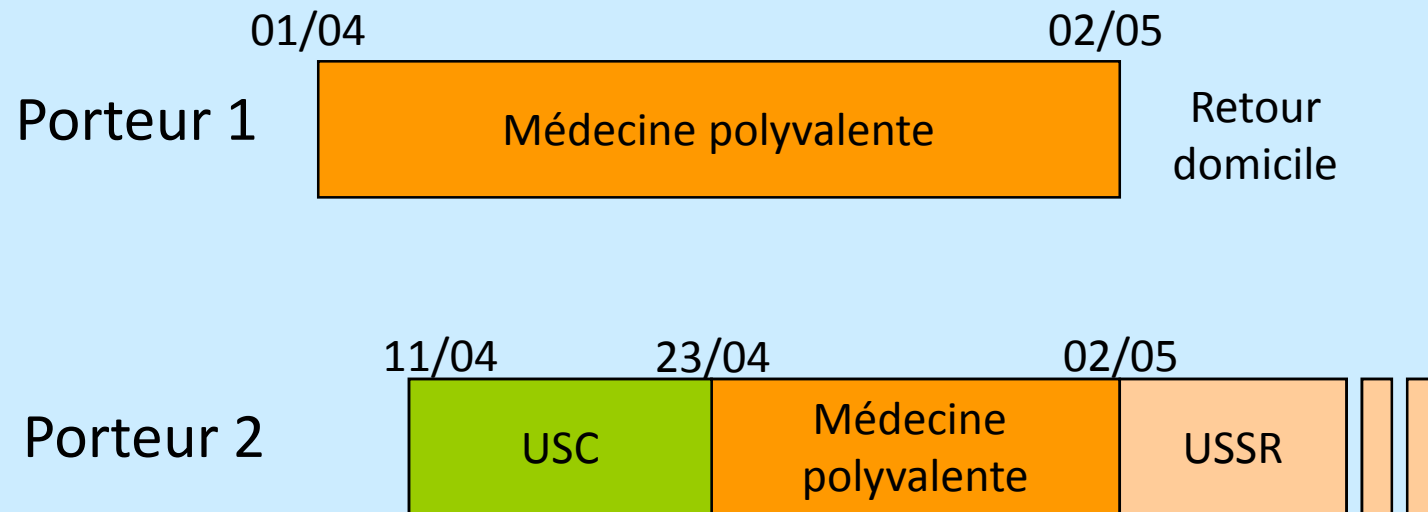 01/04
02/05
Porteur 1
Médecine polyvalente
Retour
domicile
11/04
23/04
02/05
Porteur 2
USC
Médecine
polyvalente
USSR